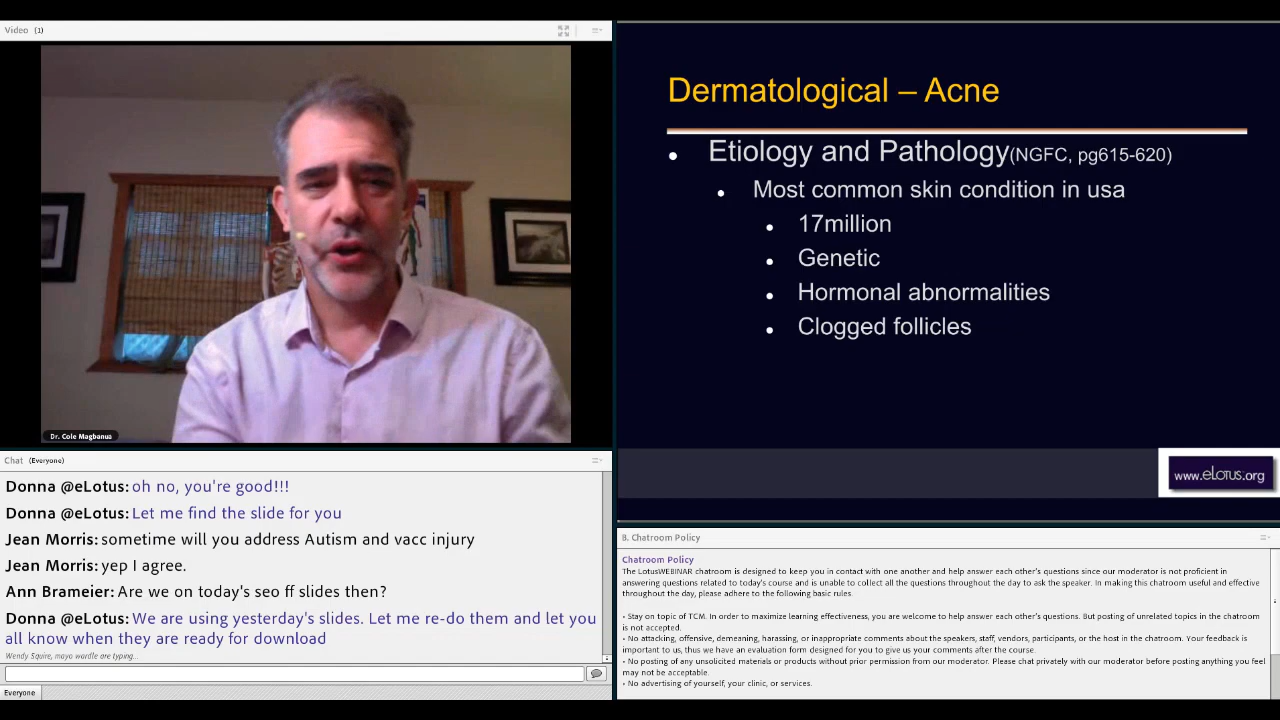 Video (1)
Dr. Cole Magbanua
Dermatological – Acne
Etiology and Pathology(NGFC, pg615-620)
Most common skin condition in usa
17million
Genetic
Hormonal abnormalities
Clogged follicles
www.eLotus.org
Chat (Everyone)
Donna @eLotus: oh no, you're good!!!
Donna @eLotus: Let me find the slide for you
Jean Morris: sometime will you address Autism and vacc injury
Jean Morris: yep I agree.
Ann Brameier: Are we on today's seo ff slides then?
Donna @eLotus: We are using yesterday's slides. Let me re-do them and let you
all know when they are ready for download
Wendy Squire, mayo wardle are typing...
Everyone
B. Chatroom Policy
Chatroom Policy
The LotusWEBINAR chatroom is designed to keep you in contact with one another and help answer each other's questions since our moderator is not proficient in
answering questions related to today's course and is unable to collect all the questions throughout the day to ask the speaker. In making this chatroom useful and effective
throughout the day, please adhere to the following basic rules.
• Stay on topic of TCM. In order to maximize learning effectiveness, you are welcome to help answer each other's questions. But posting of unrelated topics in the chatroom
is not accepted.
• No attacking, offensive, demeaning, harassing, or inappropriate comments about the speakers, staff, vendors, participants, or the host in the chatroom. Your feedback is
important to us, thus we have an evaluation form designed for you to give us your comments after the course.
• No posting of any unsolicited materials or products without prior permission from our moderator. Please chat privately with our moderator before posting anything you feel
may not be acceptable.
• No advertising of yourself, your clinic, or services.